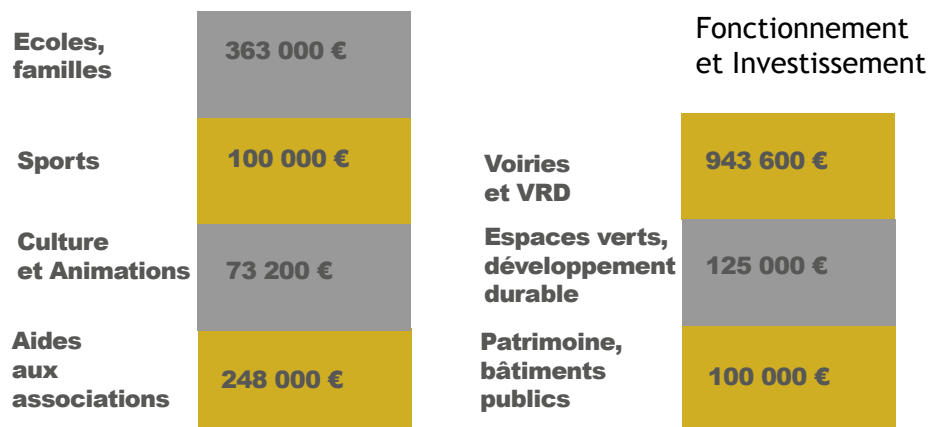 Ecoles,
familles
363 000 €
Sports
100 000 €
Culture
et Animations
73 200 €
Aides
aux
associations
248 000 €
Fonctionnement
et Investissement
Voiries
et VRD
943 600 €
Espaces verts,
développement
durable
125 000 €
Patrimoine,
bâtiments
publics
100 000 €